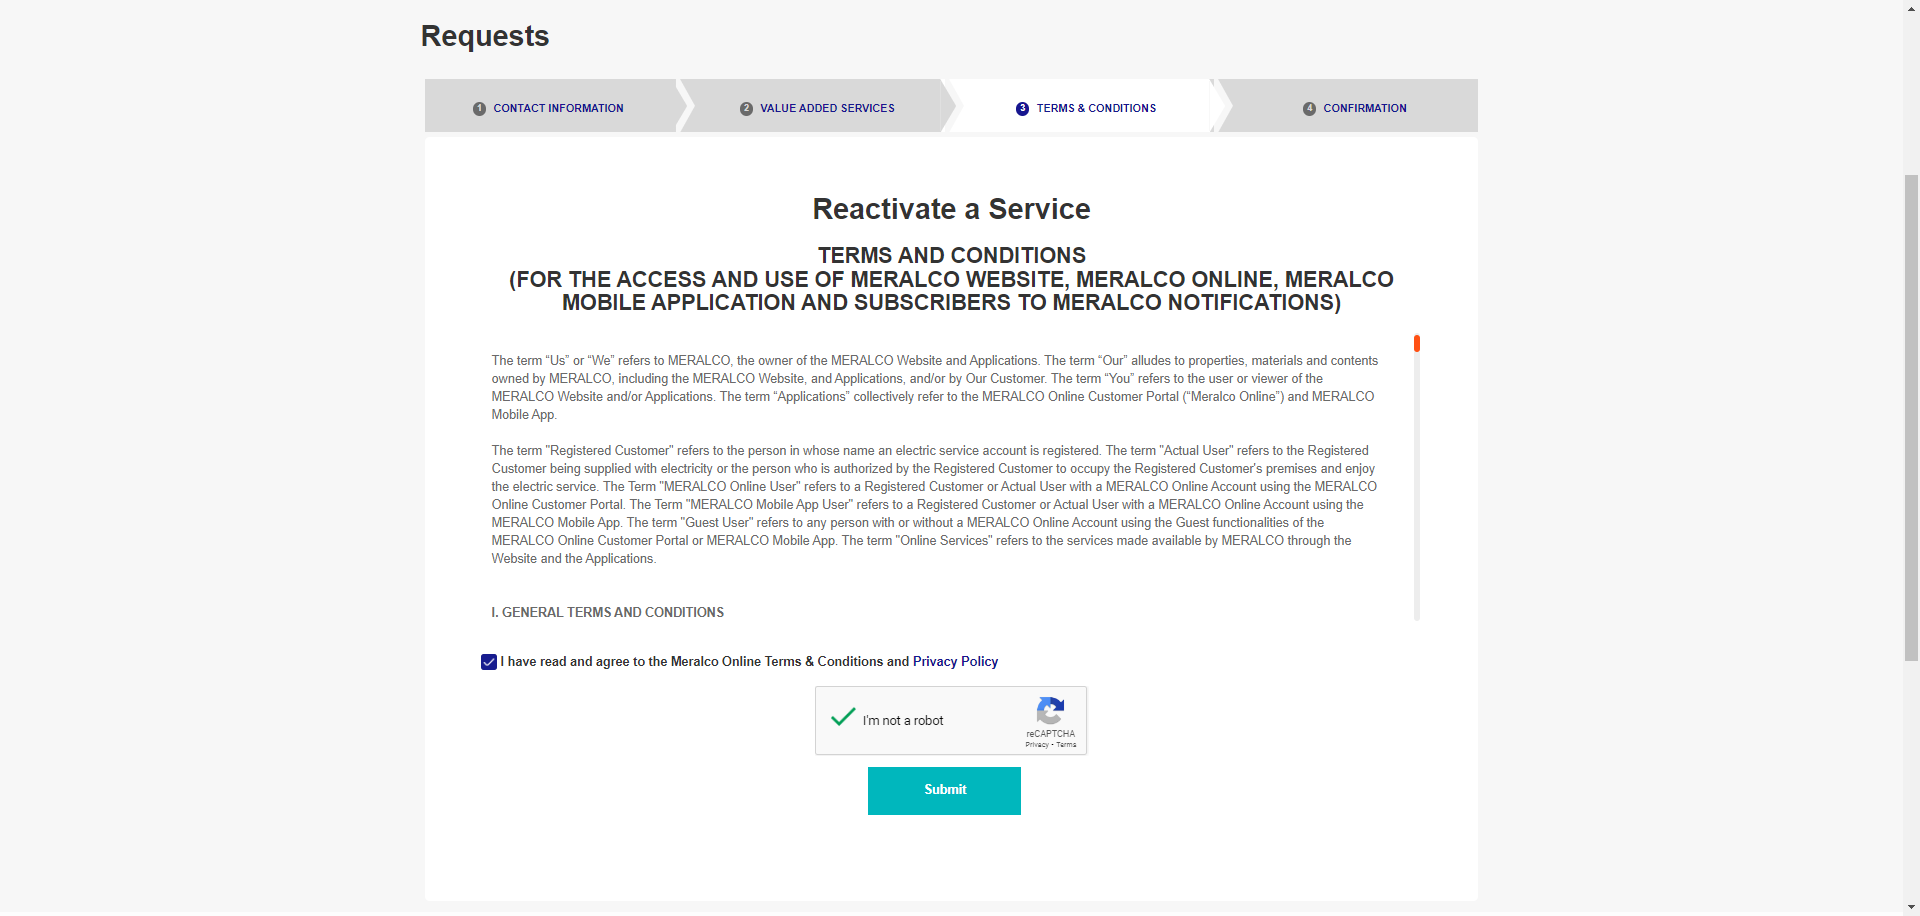 Requests
1 CONTACT INFORMATION
2 VALUE ADDED SERVICES
3 TERMS & CONDITIONS
4 CONFIRMATION
Reactivate a Service
TERMS AND CONDITIONS
(FOR THE ACCESS AND USE OF MERALCO WEBSITE, MERALCO ONLINE, MERALCO
MOBILE APPLICATION AND SUBSCRIBERS TO MERALCO NOTIFICATIONS)
The term “Us” or “We” refers to MERALCO, the owner of the MERALCO Website and Applications. The term “Our” alludes to properties, materials and contents
owned by MERALCO, including the MERALCO Website, and Applications, and/or by Our Customer. The term “You” refers to the user or viewer of the
MERALCO Website and/or Applications. The term “Applications” collectively refer to the MERALCO Online Customer Portal (“Meralco Online”) and MERALCO
Mobile App.
The term "Registered Customer" refers to the person in whose name an electric service account is registered. The term "Actual User" refers to the Registered
Customer being supplied with electricity or the person who is authorized by the Registered Customer to occupy the Registered Customer's premises and enjoy
the electric service. The Term "MERALCO Online User" refers to a Registered Customer or Actual User with a MERALCO Online Account using the MERALCO
Online Customer Portal. The Term "MERALCO Mobile App User" refers to a Registered Customer or Actual User with a MERALCO Online Account using the
MERALCO Mobile App. The term "Guest User" refers to any person with or without a MERALCO Online Account using the Guest functionalities of the
MERALCO Online Customer Portal or MERALCO Mobile App. The term "Online Services" refers to the services made available by MERALCO through the
Website and the Applications.
I. GENERAL TERMS AND CONDITIONS
I have read and agree to the Meralco Online Terms & Conditions and Privacy Policy
I'm not a robot
reCAPTCHA
Privacy - Terms
Submit